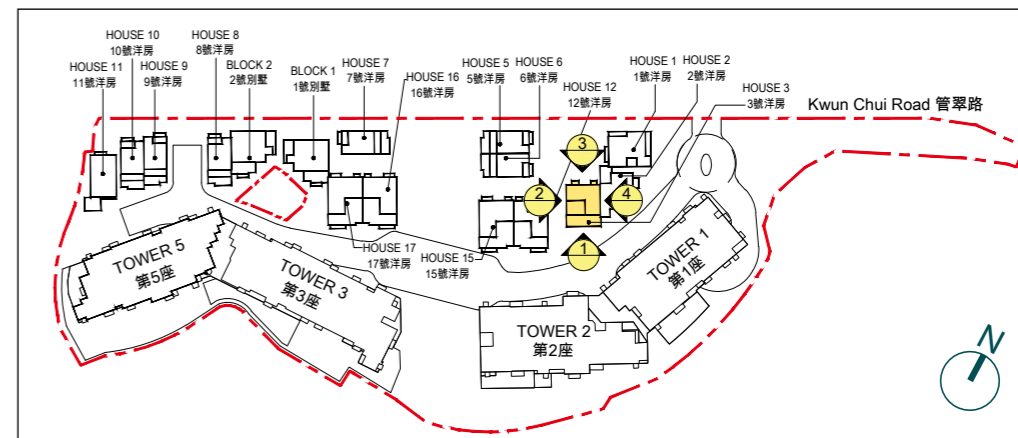 HOUSE 10
10號洋房
HOUSE 8
8號洋房
HOUSE 11
11號洋房
HOUSE 9
9號洋房
BLOCK 2
2號別墅
BLOCK 1
1號別墅
HOUSE 7
7號洋房
HOUSE 16
16號洋房
HOUSE 5
5號洋房
HOUSE 6
6號洋房
HOUSE 12
12號洋房
HOUSE 1
1號洋房
HOUSE 2
2號洋房
HOUSE 3
3號洋房
Kwun Chui Road 管翠路
3
2
4
1
HOUSE 17
17號洋房
HOUSE 15
15號洋房
TOWER 5
第5座
TOWER 3
第3座
TOWER 2
第2座
TOWER 1
第1座
N